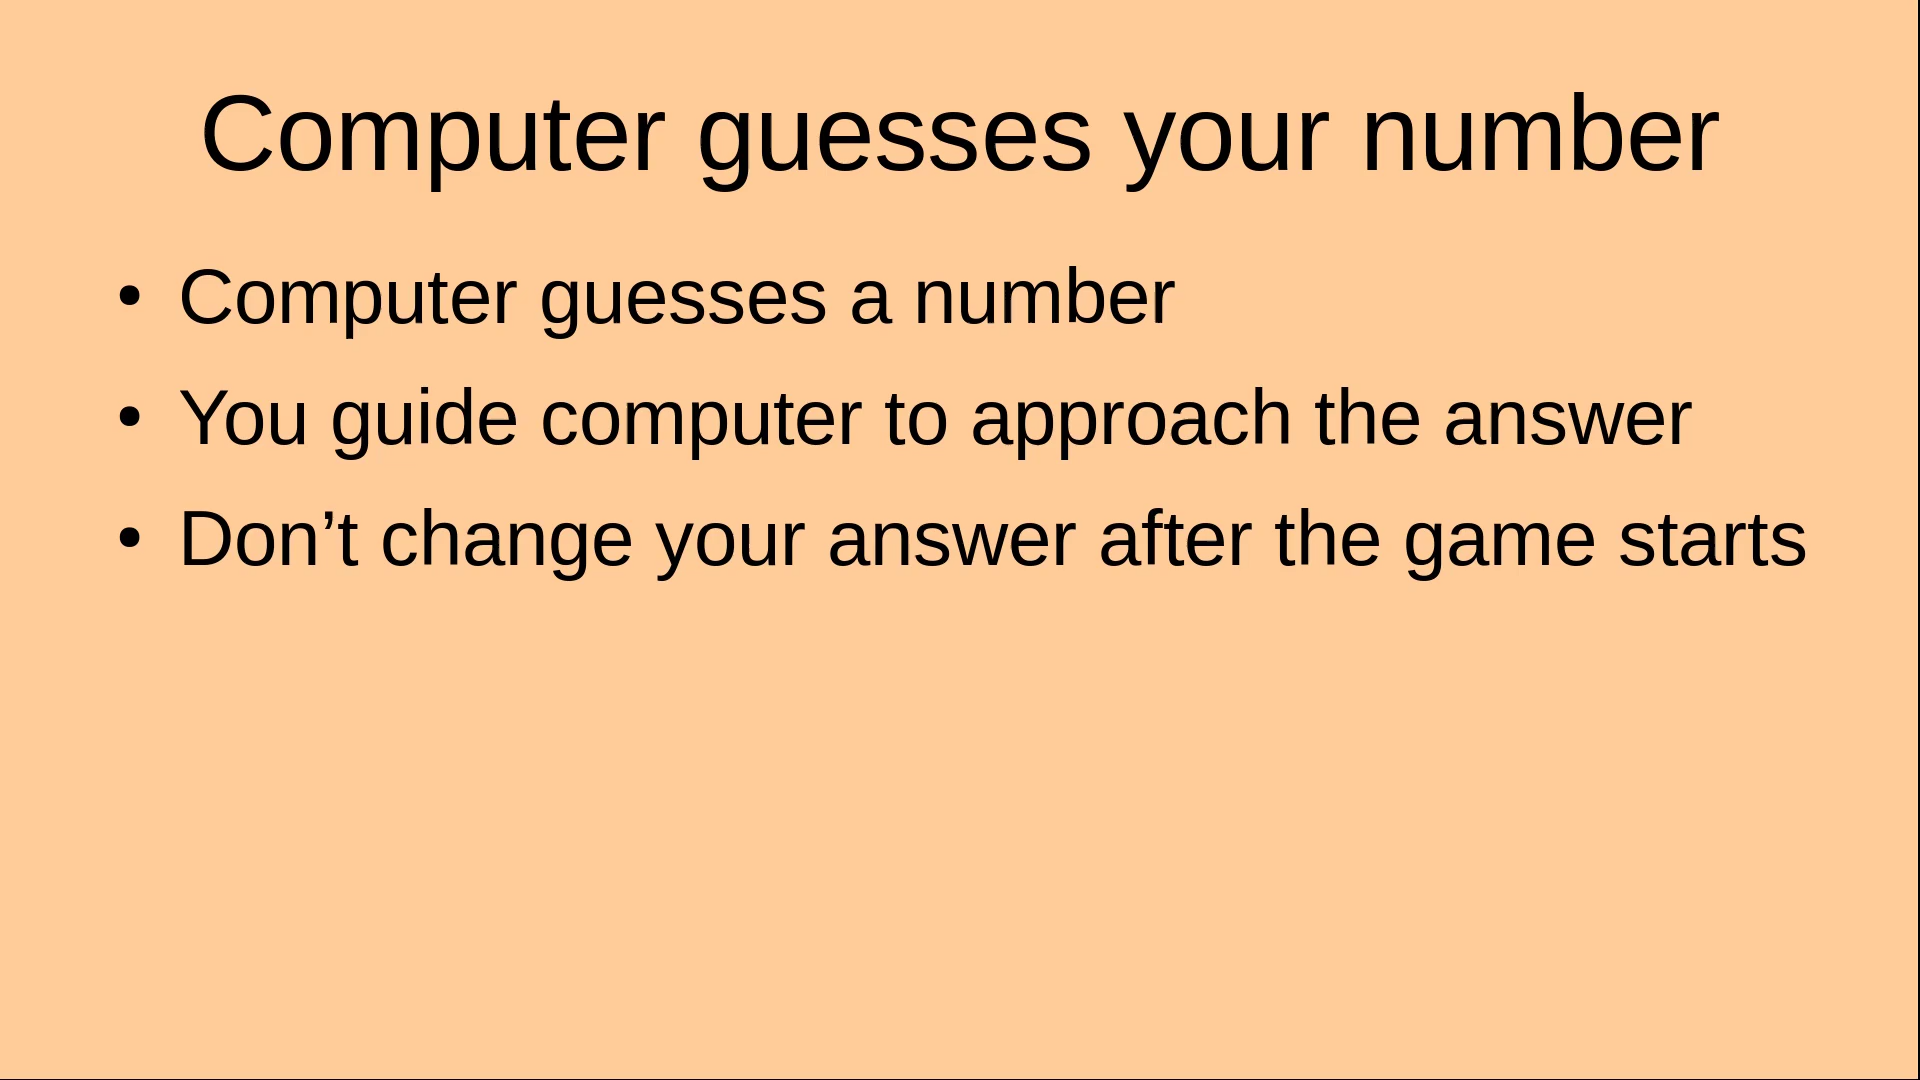 Computer guesses your number
• Computer guesses a number
• You guide computer to approach the answer
• Don’t change your answer after the game starts